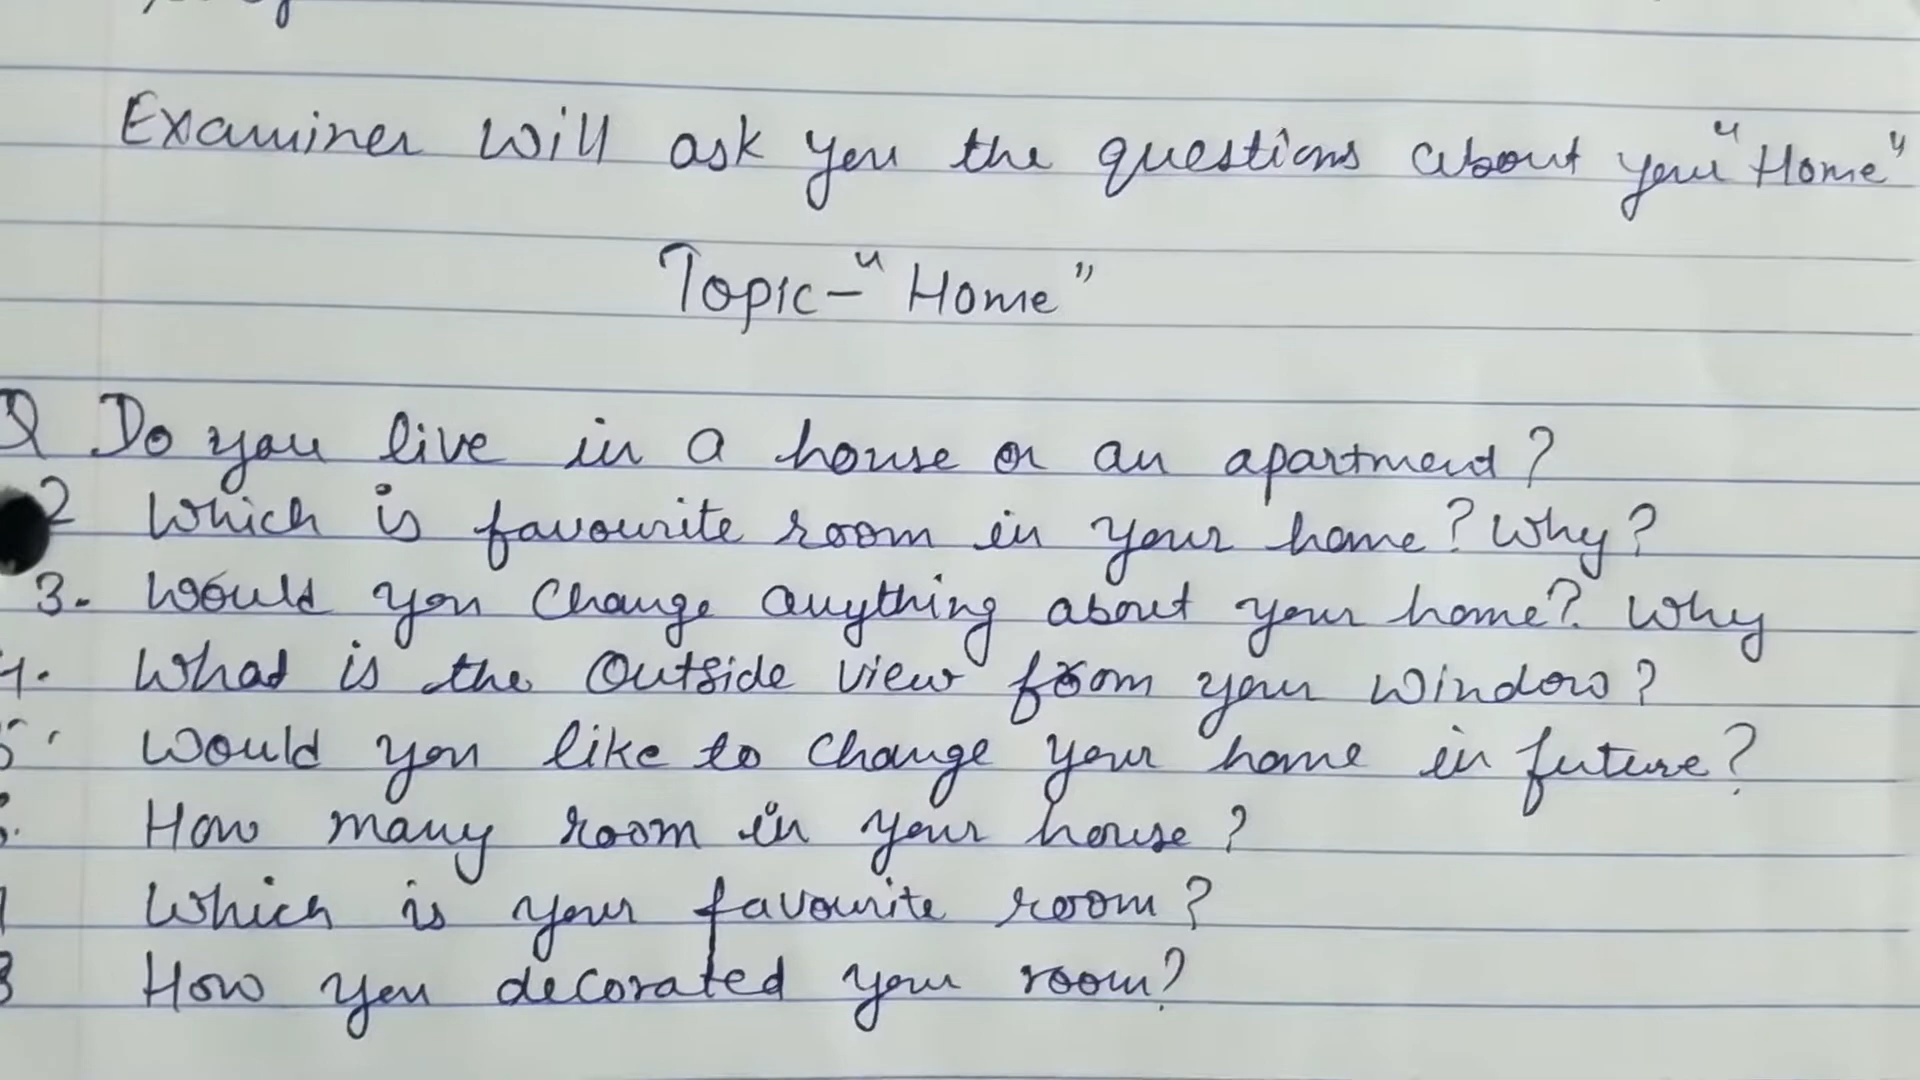 Examiner will ask you the questions about your "Home"
Topic - "Home"
Q Do you live in a house or an apartment?
2 Which is favourite room in your home? Why?
3. Would you change anything about your home? Why
4. What is the outside view from your window?
5. Would you like to change your home in future?
How many room in your house?
Which is your favourite room?
How you decorated your room?